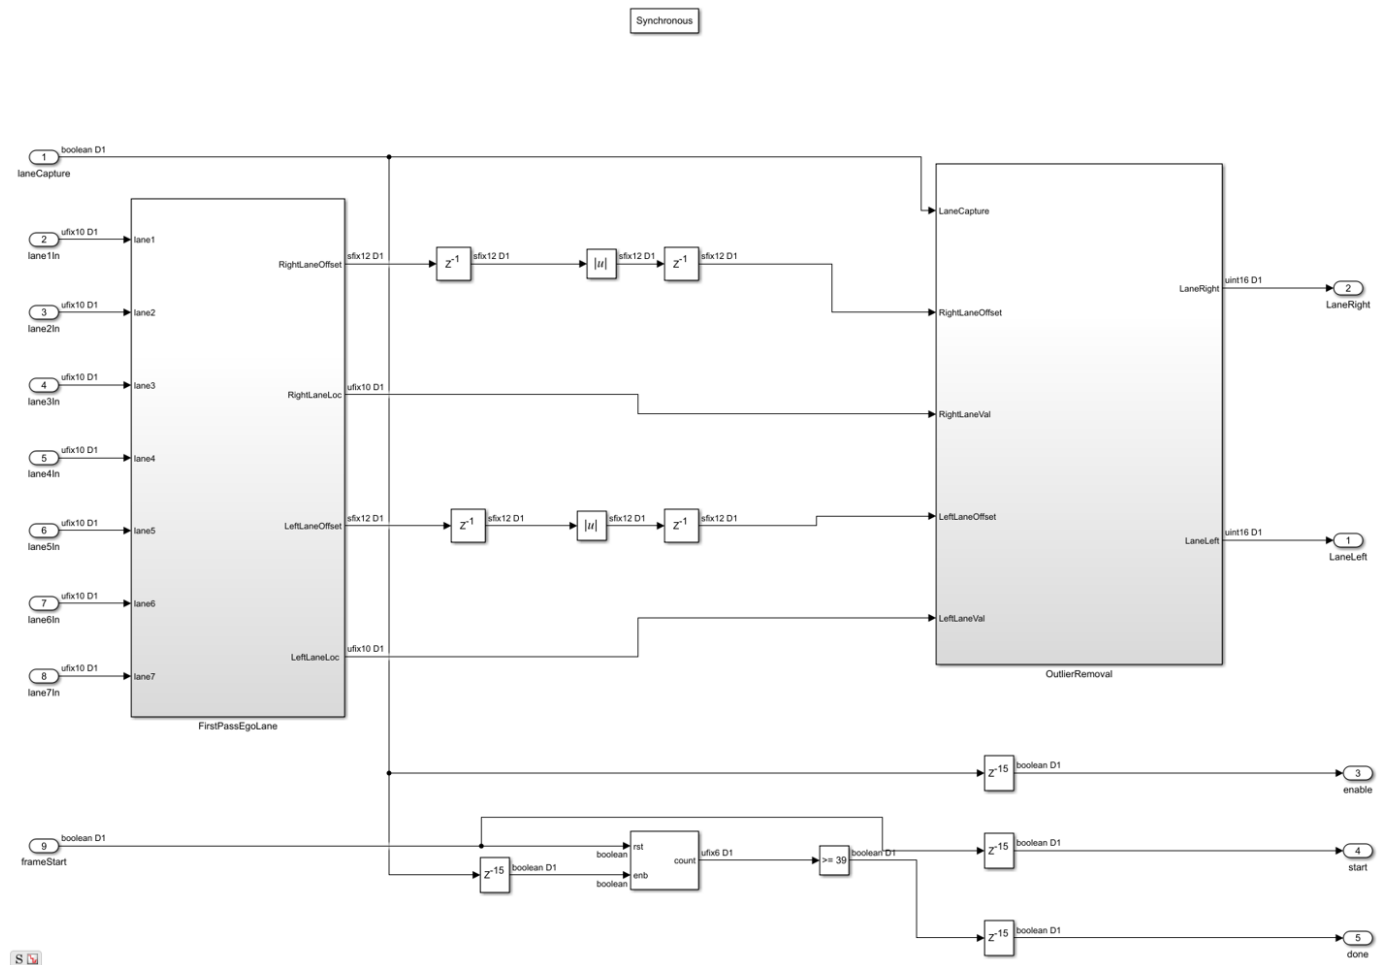 Synchronous
1
boolean D1
laneCapture
2
ufix10 D1
lane1In
3
ufix10 D1
lane2In
4
ufix10 D1
lane3In
5
ufix10 D1
lane4In
6
ufix10 D1
lane5In
7
ufix10 D1
lane6In
8
ufix10 D1
lane7In
lane1
lane2
lane3
lane4
lane5
lane6
lane7
RightLaneOffset
RightLaneLoc
LeftLaneOffset
LeftLaneLoc
FirstPassEgoLane
sfix12 D1
z-1
sfix12 D1
|u|
sfix12 D1
z-1
sfix12 D1
ufix10 D1
sfix12 D1
z-1
sfix12 D1
|u|
sfix12 D1
z-1
sfix12 D1
ufix10 D1
LaneCapture
RightLaneOffset
RightLaneVal
LeftLaneOffset
LeftLaneVal
LaneRight
LaneLeft
OutlierRemoval
uint16 D1
2
LaneRight
uint16 D1
1
LaneLeft
z-15
boolean D1
3
enable
9
boolean D1
frameStart
z-15
boolean D1
boolean
boolean
rst
enb
count
ufix6 D1
>= 39
boolean D1
z-15
boolean D1
4
start
z-15
boolean D1
5
done
S